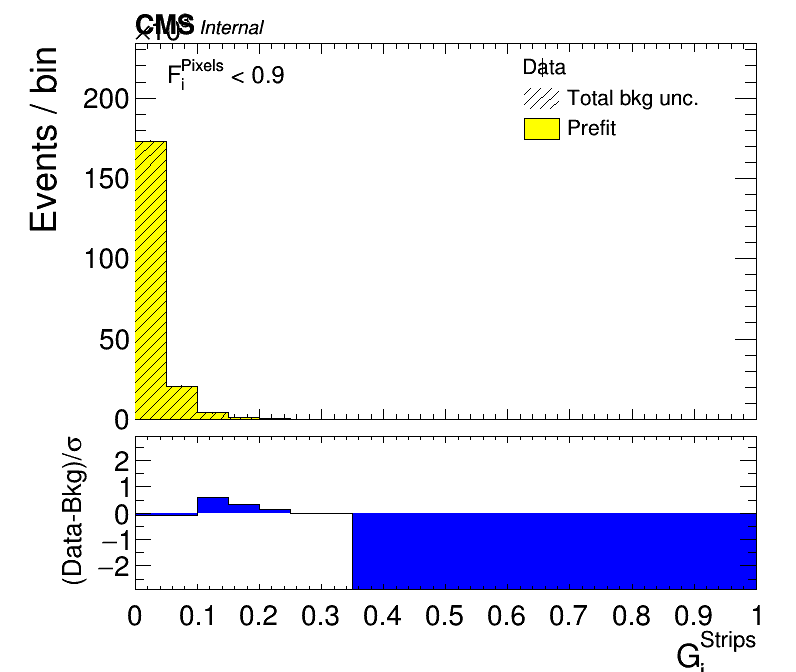 CMS Internal
×10³
F_i^Pixels < 0.9
Data
Total bkg unc.
Prefit
Events / bin
200
150
100
50
0
(Data-Bkg)/σ
2
1
0
−1
−2
0 0.1 0.2 0.3 0.4 0.5 0.6 0.7 0.8 0.9 1
G_i^Strips